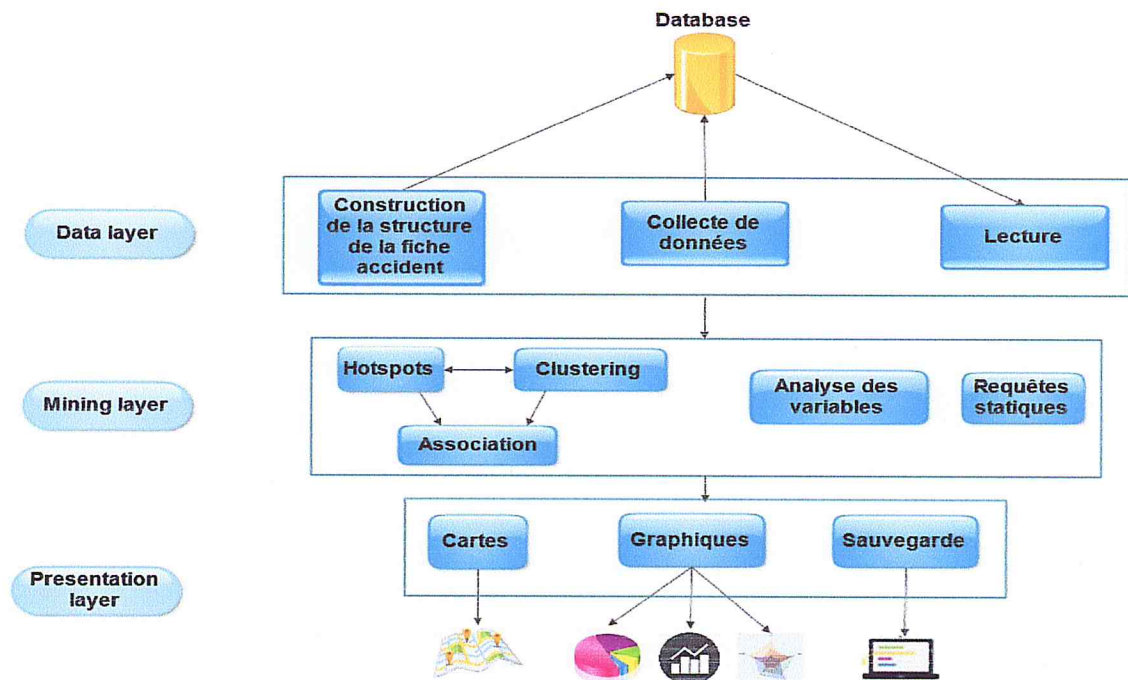 Database
Data layer
Construction
de la structure
de la fiche
accident
Collecte de
données
Lecture
Mining layer
Hotspots
Clustering
Association
Analyse des
variables
Requêtes
statiques
Presentation
layer
Cartes
Graphiques
Sauvegarde